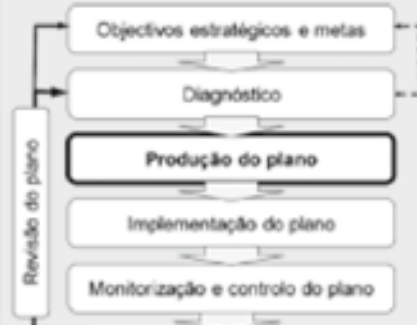 Objectivos estratégicos e metas
Diagnóstico
Produção do plano
Implementação do plano
Monitorização e controlo do plano
Revisão do plano